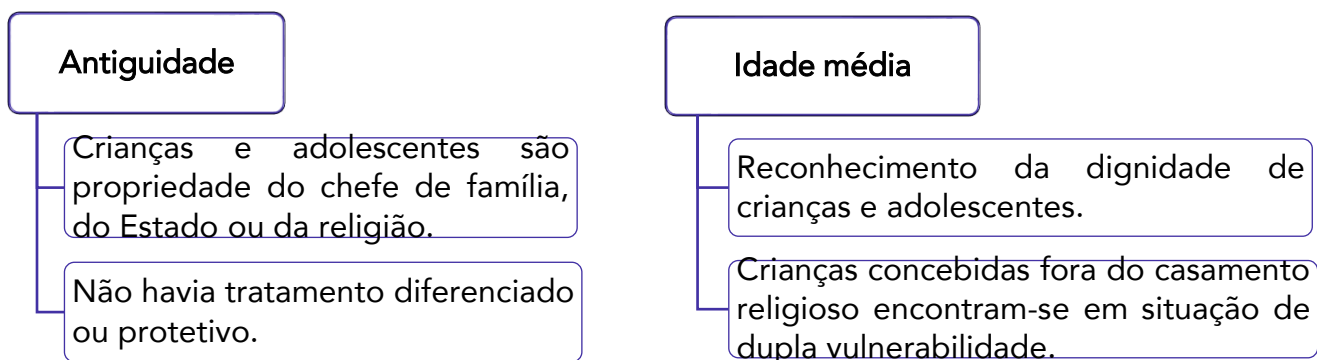 Antiguidade
Crianças e adolescentes são
propriedade do chefe de família,
do Estado ou da religião.
Não havia tratamento diferenciado
ou protetivo.
Idade média
Reconhecimento da dignidade de
crianças e adolescentes.
Crianças concebidas fora do casamento
religioso encontram-se em situação de
dupla vulnerabilidade.